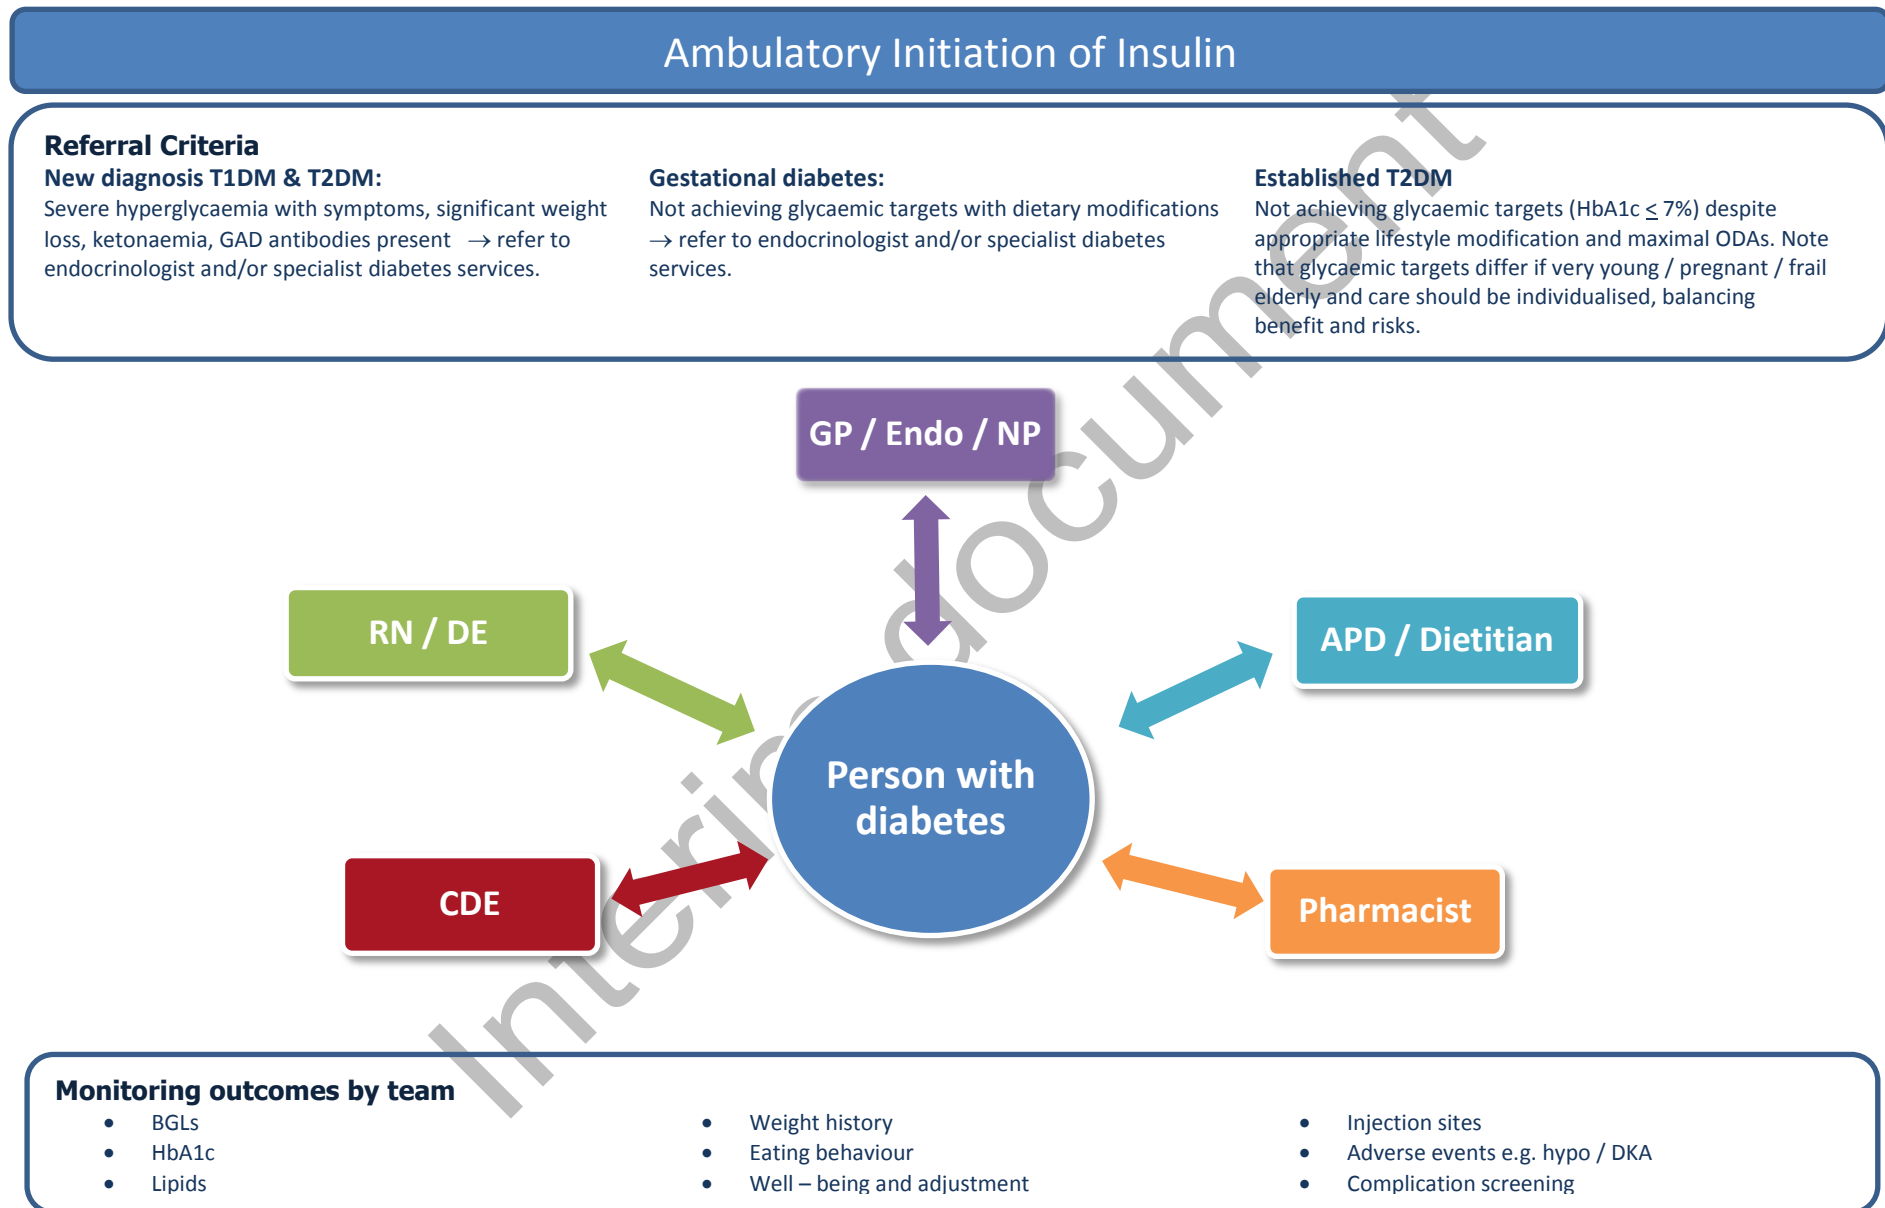 Ambulatory Initiation of Insulin
Referral Criteria
New diagnosis T1DM & T2DM:
Severe hyperglycaemia with symptoms, significant weight
loss, ketonaemia, GAD antibodies present → refer to
endocrinologist and/or specialist diabetes services.
Gestational diabetes:
Not achieving glycaemic targets with dietary modifications
→ refer to endocrinologist and/or specialist diabetes
services.
Established T2DM
Not achieving glycaemic targets (HbA1c ≤ 7%) despite
appropriate lifestyle modification and maximal ODAs. Note
that glycaemic targets differ if very young / pregnant / frail
elderly and care should be individualised, balancing
benefit and risks.
GP / Endo / NP
RN / DE
APD / Dietitian
Person with
diabetes
CDE
Pharmacist
Interim document
Monitoring outcomes by team
• BGLs
• HbA1c
• Lipids
• Weight history
• Eating behaviour
• Well – being and adjustment
• Injection sites
• Adverse events e.g. hypo / DKA
• Complication screening